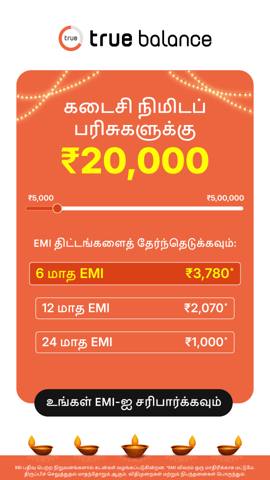 true
true balance
கடைசி நிமிடப்
பரிசுகளுக்கு
₹20,000
₹5,000 ₹5,00,000
EMI திட்டங்களைத் தேர்ந்தெடுக்கவும்:
6 மாத EMI ₹3,780*
12 மாத EMI ₹2,070*
24 மாத EMI ₹1,000*
உங்கள் EMI-ஐ சரிபார்க்கவும்